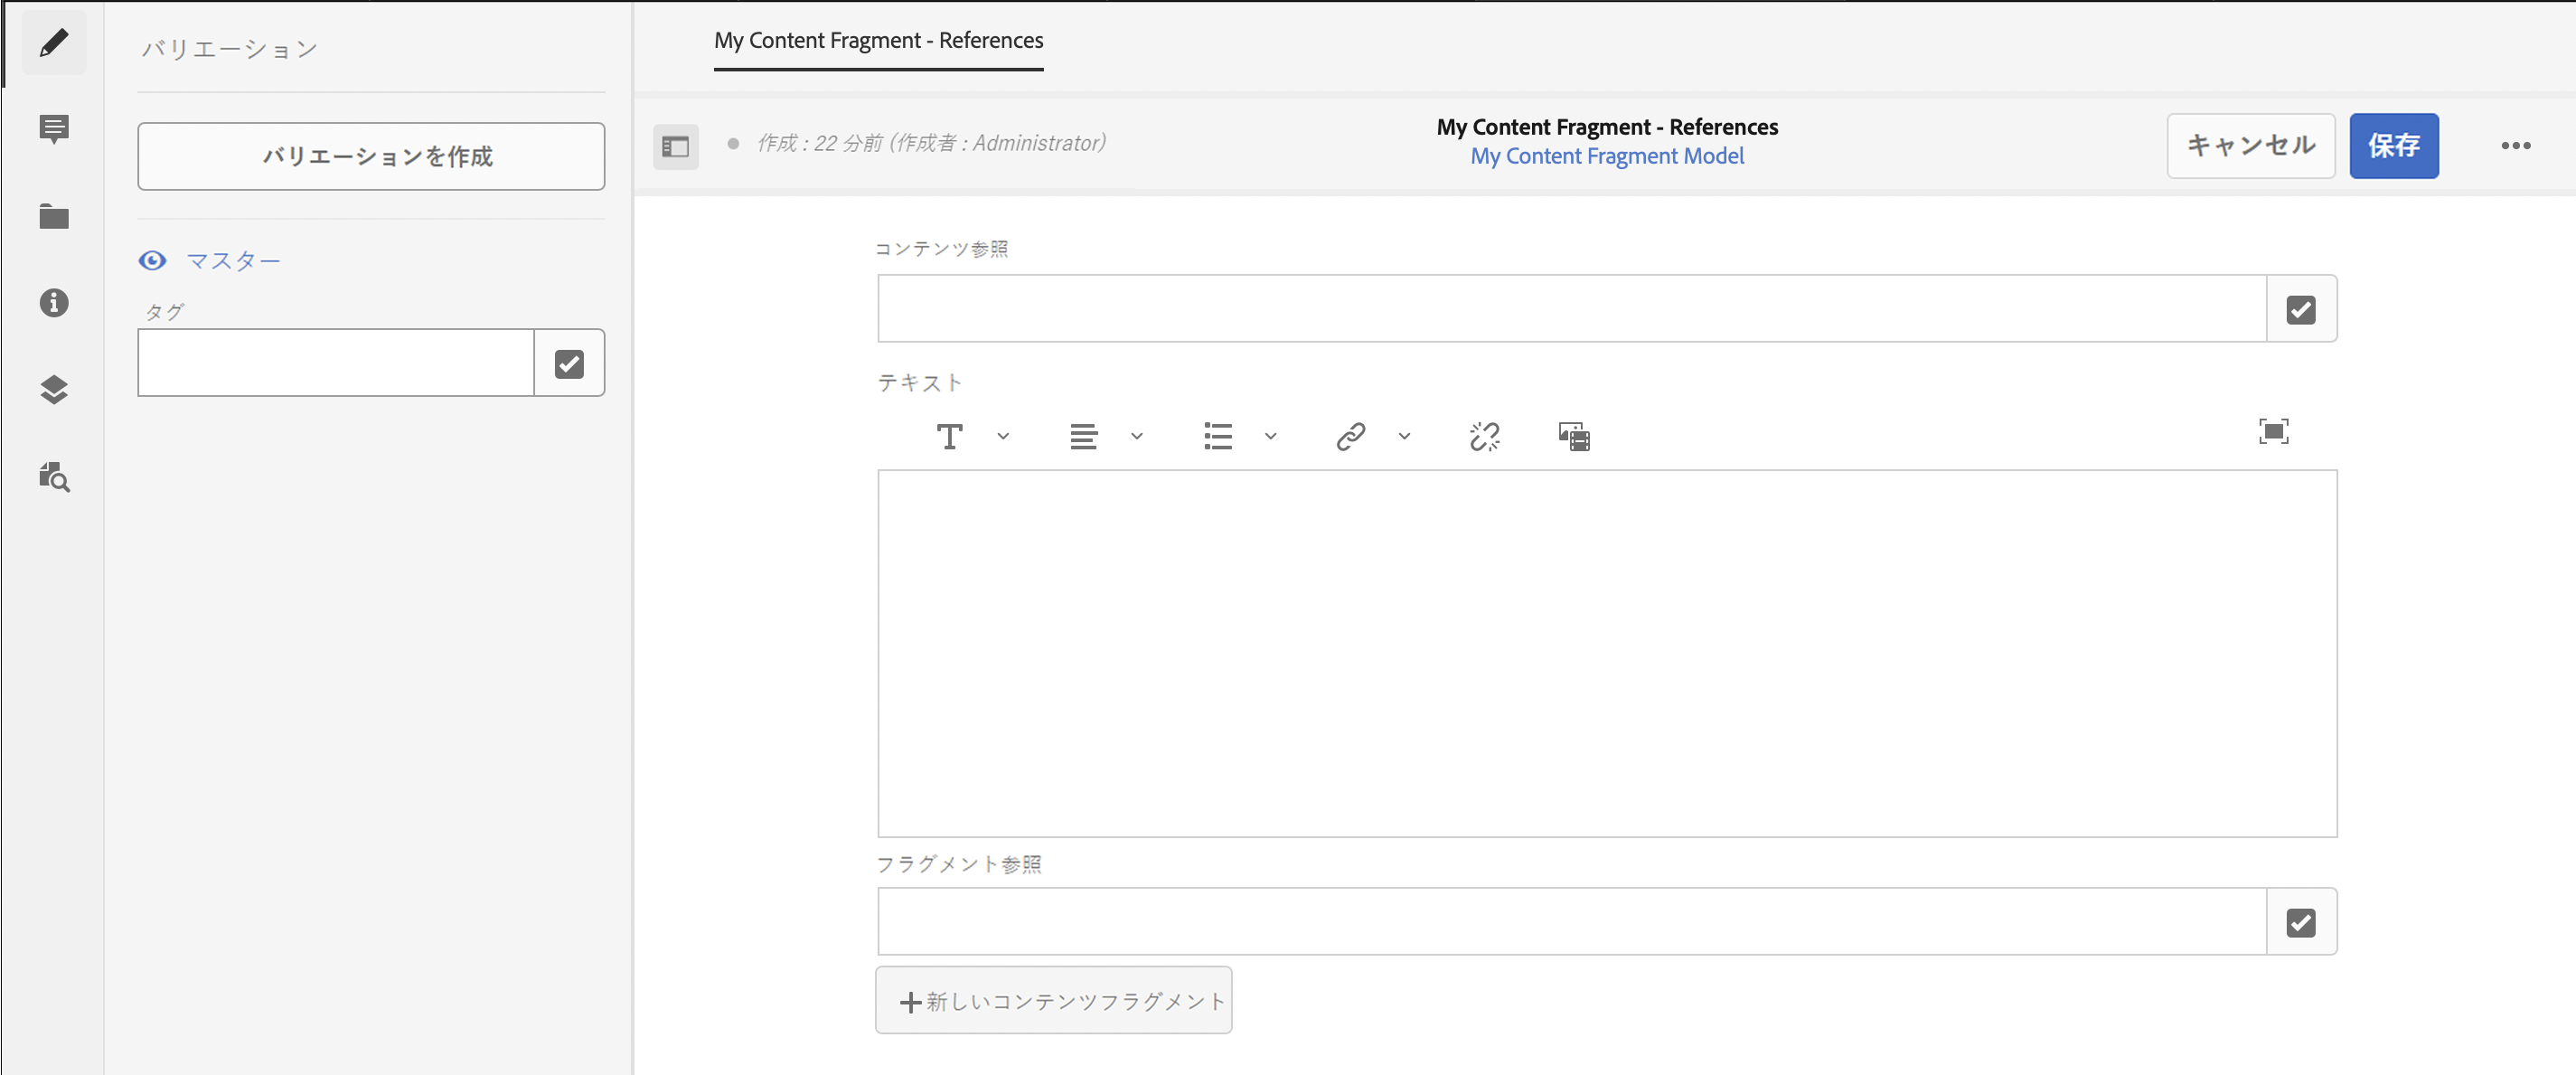 バリエーション
バリエーションを作成
マスター
タグ
My Content Fragment - References
作成 : 22 分前 (作成者 : Administrator)
My Content Fragment - References
My Content Fragment Model
キャンセル
保存
コンテンツ参照
テキスト
フラグメント参照
新しいコンテンツフラグメント